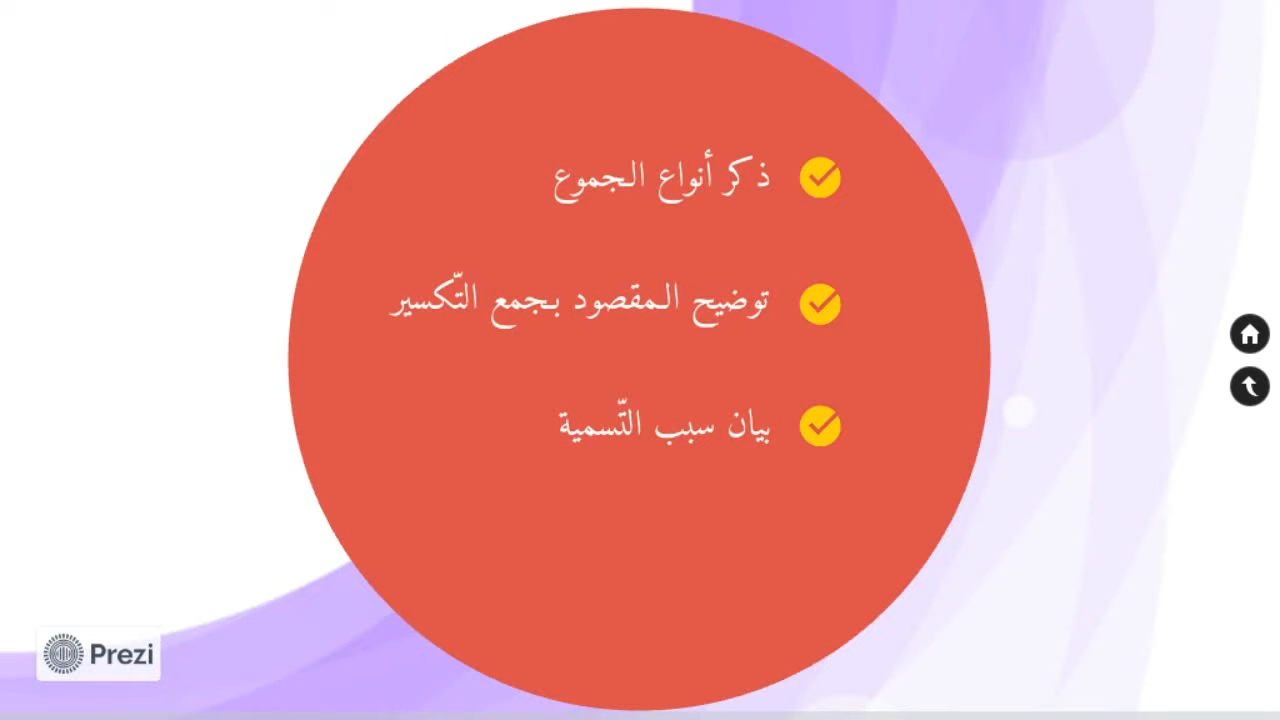 ذكر أنواع الجموع
توضيح المقصود بجمع التّكسير
بيان سبب التّسمية
Prezi